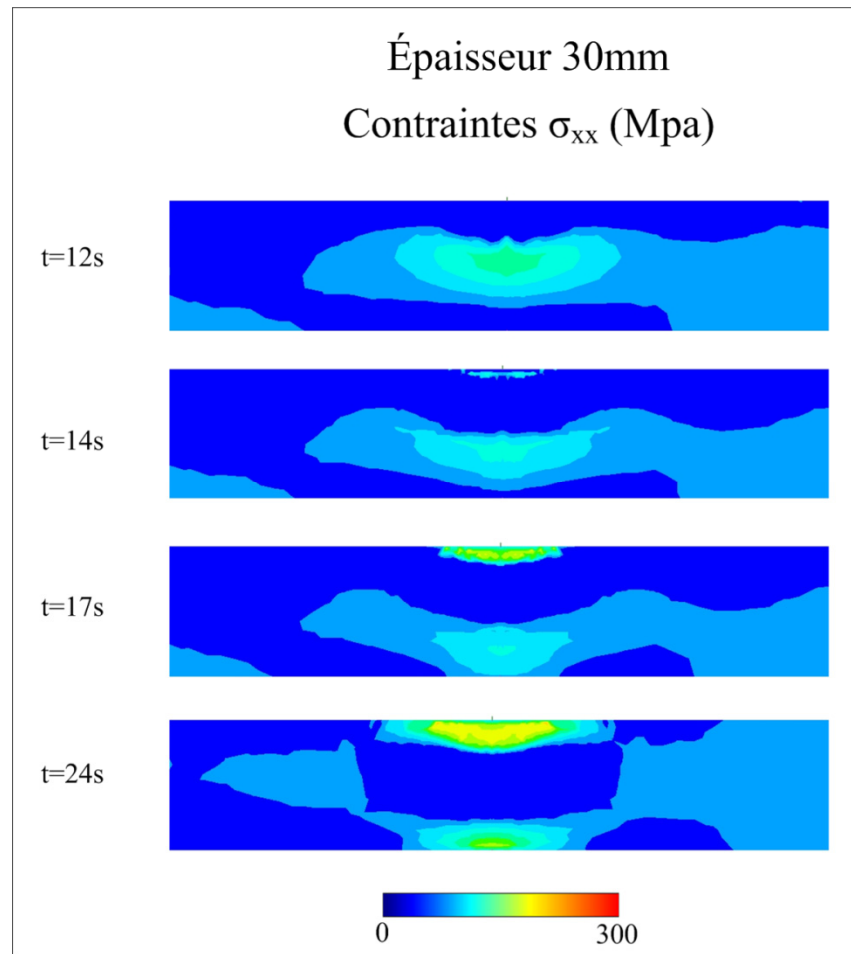 Épaisseur 30mm
Contraintes σxx (Mpa)
t=12s
t=14s
t=17s
t=24s
0 300